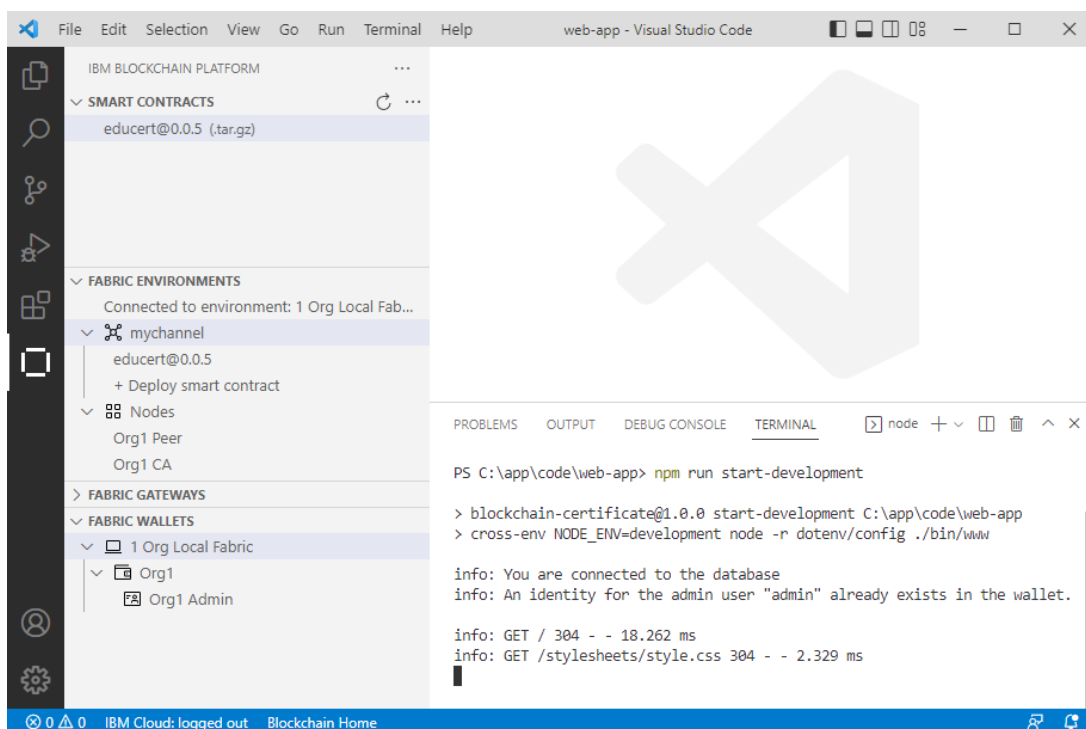 File Edit Selection View Go Run Terminal Help web-app - Visual Studio Code
IBM BLOCKCHAIN PLATFORM
SMART CONTRACTS
educert@0.0.5 (.tar.gz)
FABRIC ENVIRONMENTS
Connected to environment: 1 Org Local Fab...
mychannel
educert@0.0.5
+ Deploy smart contract
Nodes
Org1 Peer
Org1 CA
FABRIC GATEWAYS
FABRIC WALLETS
1 Org Local Fabric
Org1
Org1 Admin
PROBLEMS OUTPUT DEBUG CONSOLE TERMINAL node
PS C:\app\code\web-app> npm run start-development
> blockchain-certificate@1.0.0 start-development C:\app\code\web-app
> cross-env NODE_ENV=development node -r dotenv/config ./bin/www
info: You are connected to the database
info: An identity for the admin user "admin" already exists in the wallet.
info: GET / 304 - - 18.262 ms
info: GET /stylesheets/style.css 304 - - 2.329 ms
0 0 IBM Cloud: logged out Blockchain Home